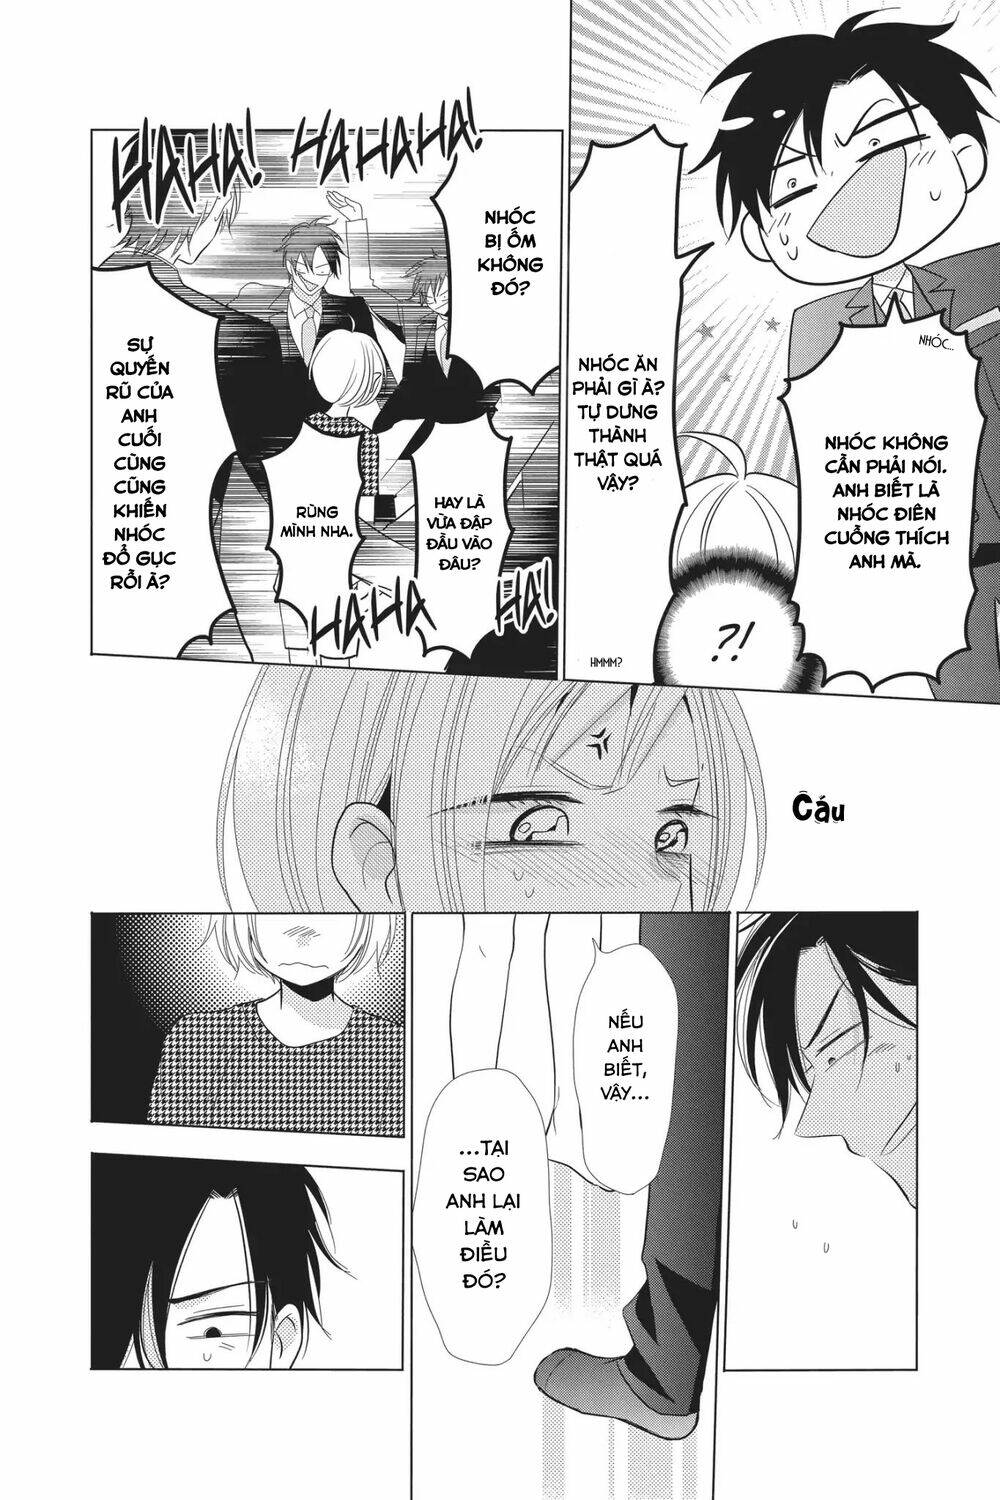 NHÓC...
NHÓC KHÔNG
CẦN PHẢI NÓI.
ANH BIẾT LÀ
NHÓC ĐIÊN
CUỒNG THÍCH
ANH MÀ.
NHÓC ĂN
PHẢI GÌ À?
TỰ DƯNG
THÀNH
THẬT QUÁ
VẬY?
?!
HMMM?
HAHA! HAHAHA!
NHÓC
BỊ ỐM
KHÔNG
ĐÓ?
HAY LÀ
VỪA ĐẬP
ĐẦU VÀO
ĐÂU?
RÙNG
MÌNH NHA.
SỰ
QUYẾN
RŨ CỦA
ANH
CUỐI
CÙNG
CŨNG
KHIẾN
NHÓC
ĐỔ GỤC
RỒI À?
HAHAHA
HA!
Cáu
NẾU
ANH
BIẾT,
VẬY...
...TẠI
SAO
ANH LẠI
LÀM
ĐIỀU
ĐÓ?